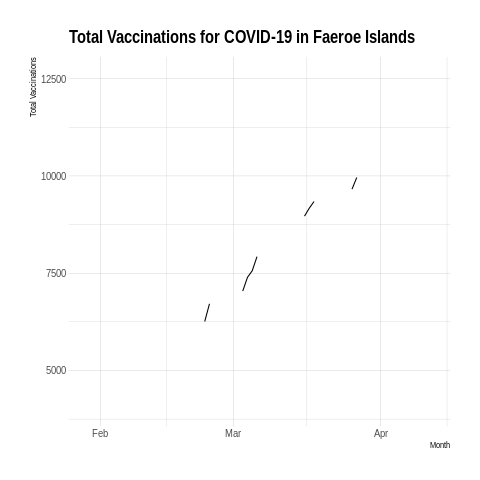 Total Vaccinations for COVID-19 in Faeroe Islands
Total Vaccinations
12500
10000
7500
5000
Feb Mar Apr
Month